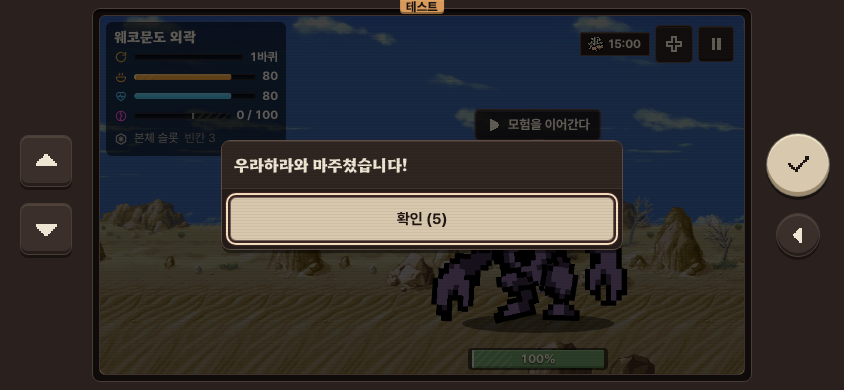 테스트
웨코문도 외곽
1바퀴
80
80
0 / 100
본체 슬롯 빈칸 3
15:00
모험을 이어간다
우라하라와 마주쳤습니다!
확인 (5)
100%